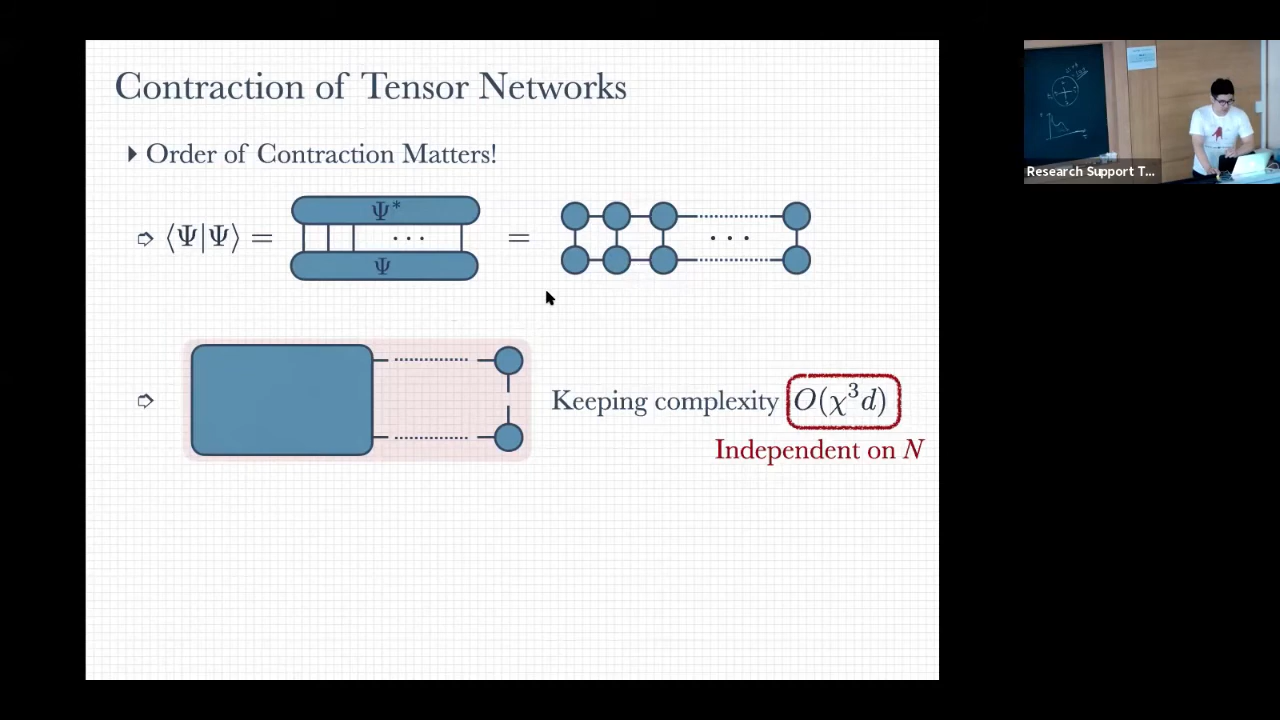 Contraction of Tensor Networks
Order of Contraction Matters!
⟨Ψ|Ψ⟩ = Ψ* Ψ · · · = · · ·
Keeping complexity O(χ³d)
Independent on N
Research Support T...